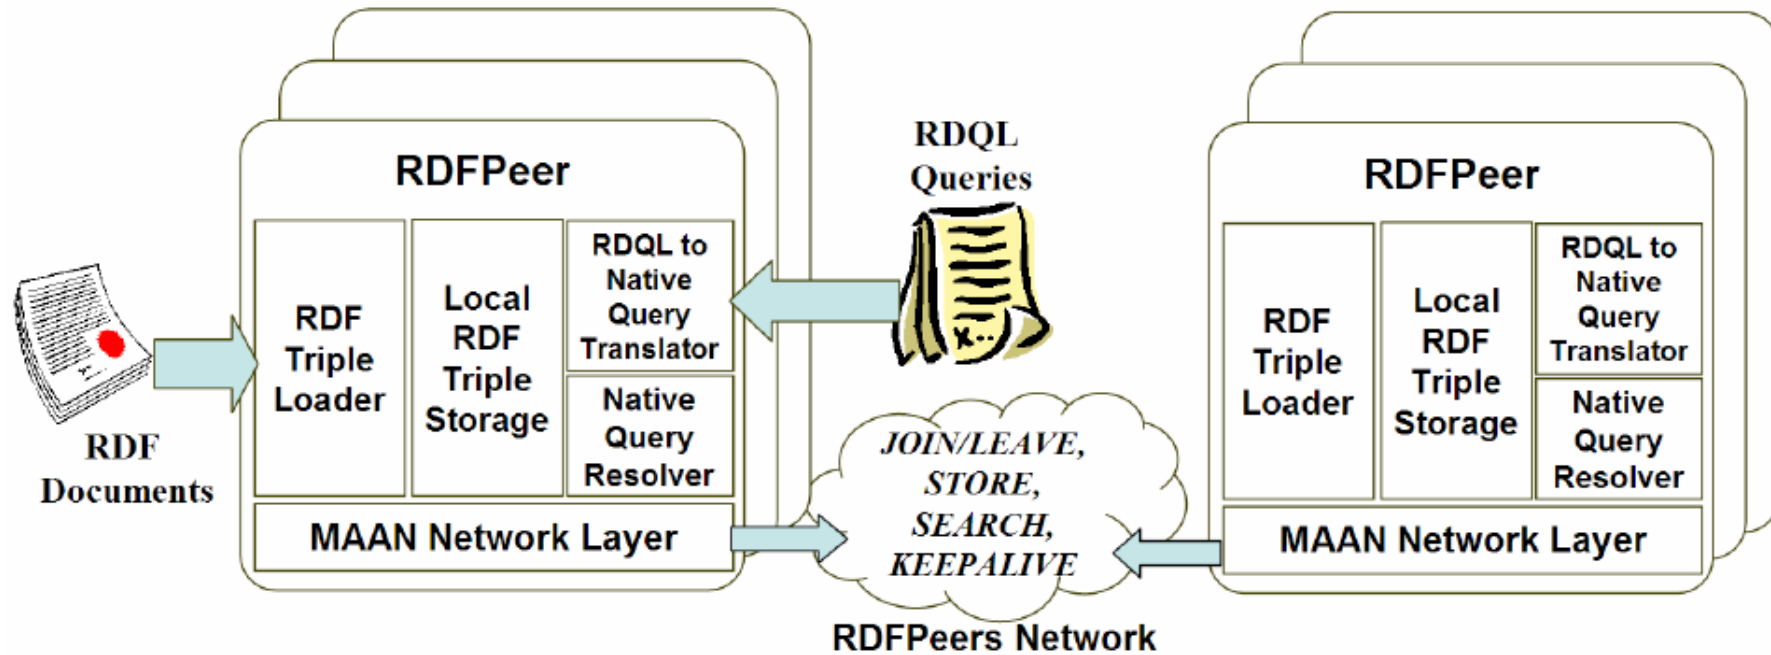 RDF
Documents
RDFPeer
RDF
Triple
Loader
Local
RDF
Triple
Storage
RDQL to
Native
Query
Translator
Native
Query
Resolver
MAAN Network Layer
RDQL
Queries
JOIN/LEAVE,
STORE,
SEARCH,
KEEPALIVE
RDFPeers Network
RDFPeer
RDF
Triple
Loader
Local
RDF
Triple
Storage
RDQL to
Native
Query
Translator
Native
Query
Resolver
MAAN Network Layer